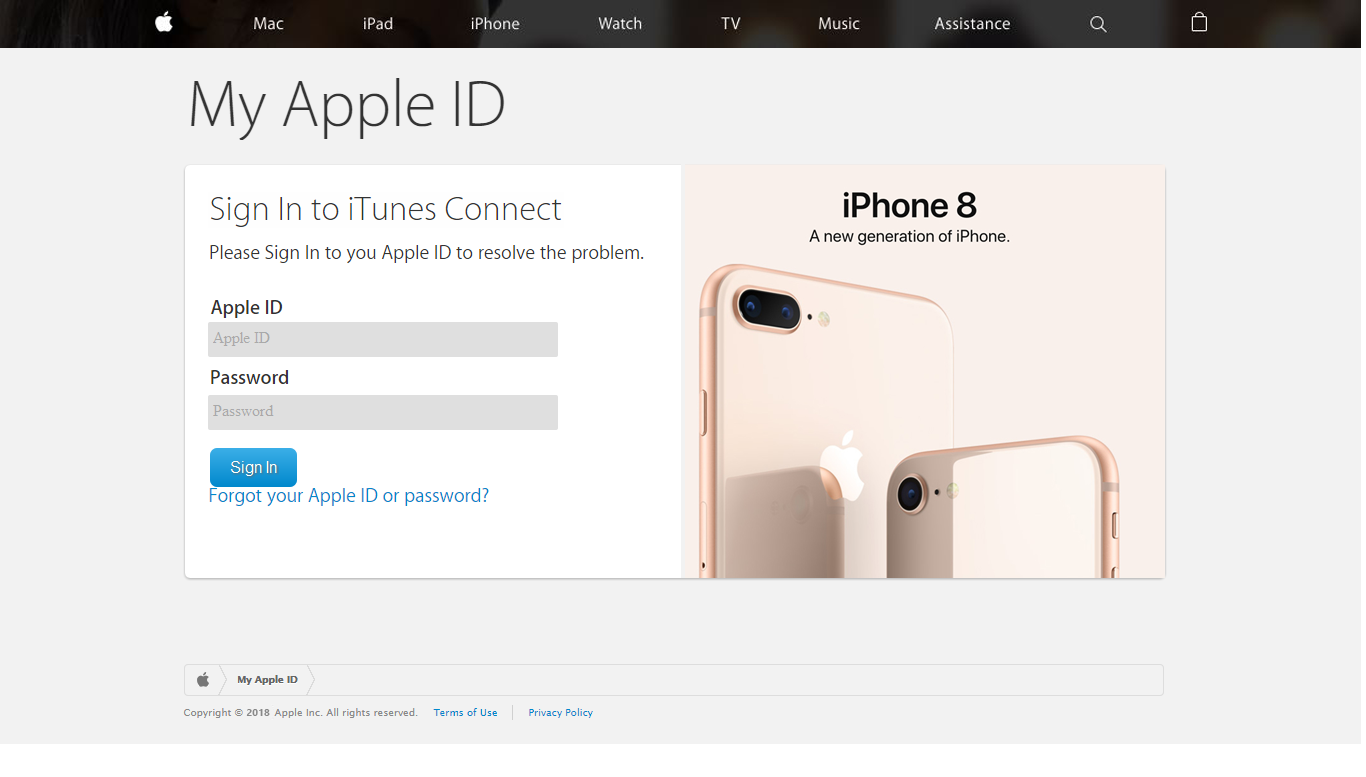 Mac iPad iPhone Watch TV Music Assistance
My Apple ID
Sign In to iTunes Connect
Please Sign In to you Apple ID to resolve the problem.
Apple ID
Apple ID
Password
Password
Sign In
Forgot your Apple ID or password?
iPhone 8
A new generation of iPhone.
My Apple ID
Copyright © 2018 Apple Inc. All rights reserved. Terms of Use Privacy Policy